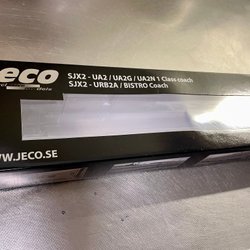 jeco
SJX2 - UA2 / UA2G / UA2N 1 Class coach
SJX2 - URB2A / BISTRO Coach
WWW.JECO.SE